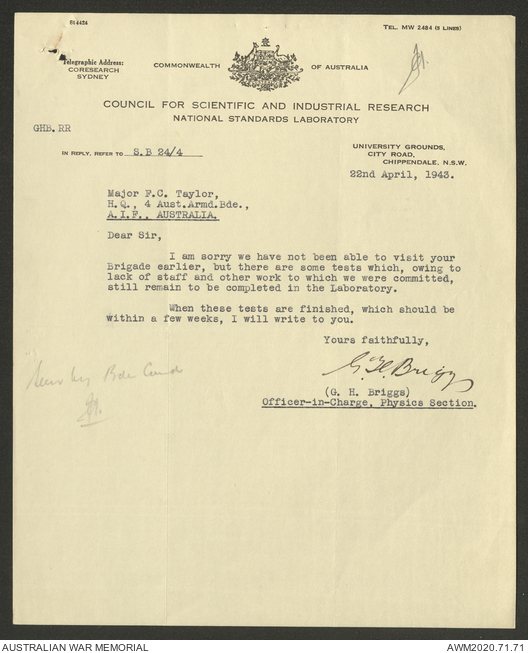 TEL. MW 2484 (5 LINES)
Telegraphic Address:
CORESEARCH
SYDNEY
COMMONWEALTH OF AUSTRALIA
COUNCIL FOR SCIENTIFIC AND INDUSTRIAL RESEARCH
NATIONAL STANDARDS LABORATORY
GHB.RR
IN REPLY, REFER TO S.B 24/4
UNIVERSITY GROUNDS,
CITY ROAD,
CHIPPENDALE, N.S.W.
22nd April, 1943.
Major F.C. Taylor,
H.Q., 4 Aust.Armd.Bde.,
A.I.F., AUSTRALIA.
Dear Sir,
I am sorry we have not been able to visit your
Brigade earlier, but there are some tests which, owing to
lack of staff and other work to which we were committed,
still remain to be completed in the Laboratory.
When these tests are finished, which should be
within a few weeks, I will write to you.
Yours faithfully,
G H Briggs
(G. H. Briggs)
Officer-in-Charge, Physics Section.
Seen by Bde Comd
AUSTRALIAN WAR MEMORIAL
AWM2020.71.71